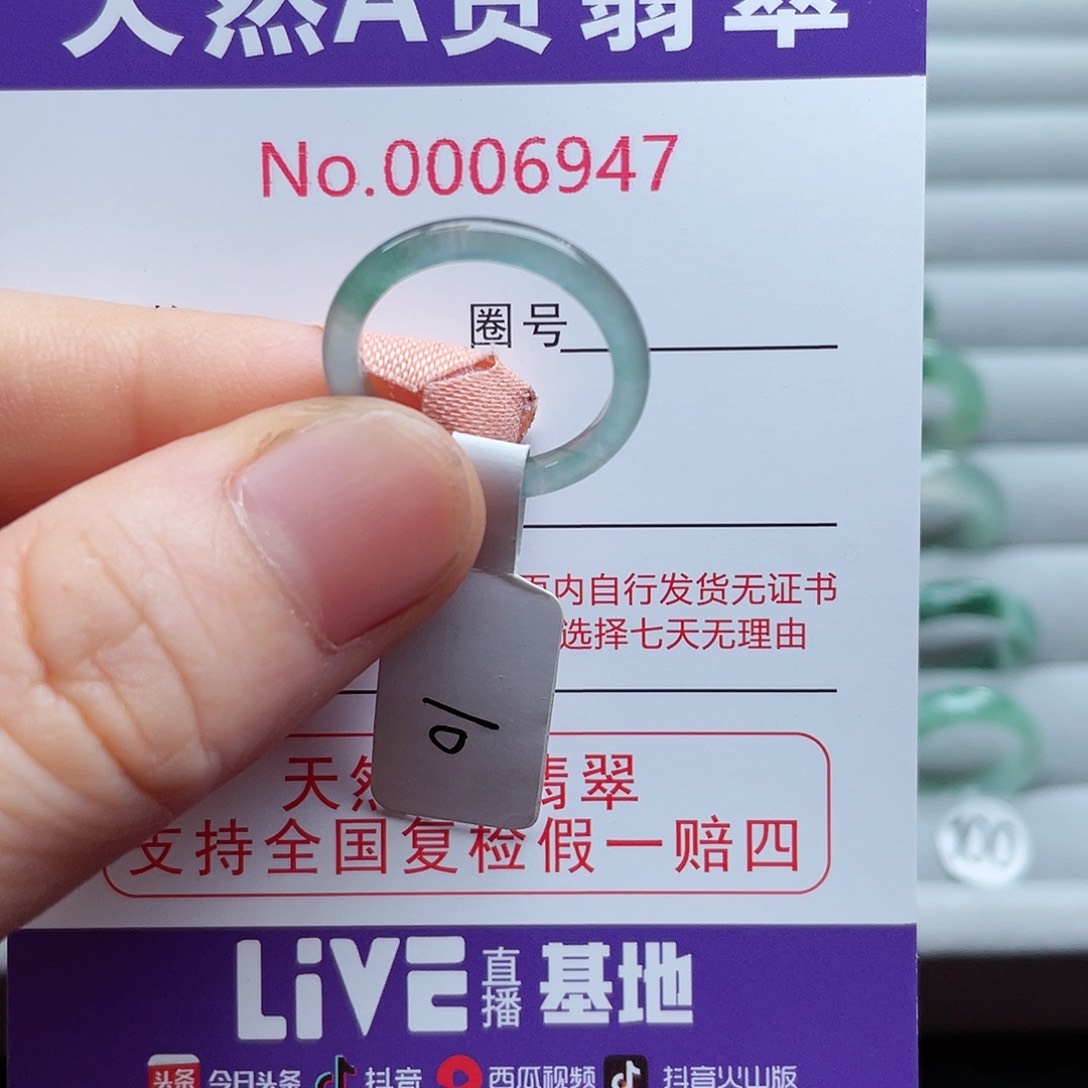 天然A货翡翠
No.0006947
圈号
内自行发货无证书
选择七天无理由
10
天然 翡翠
支持全国复检假一赔四
LiVE直播基地
头条 今日头条 抖音 西瓜视频 抖音火山版
100